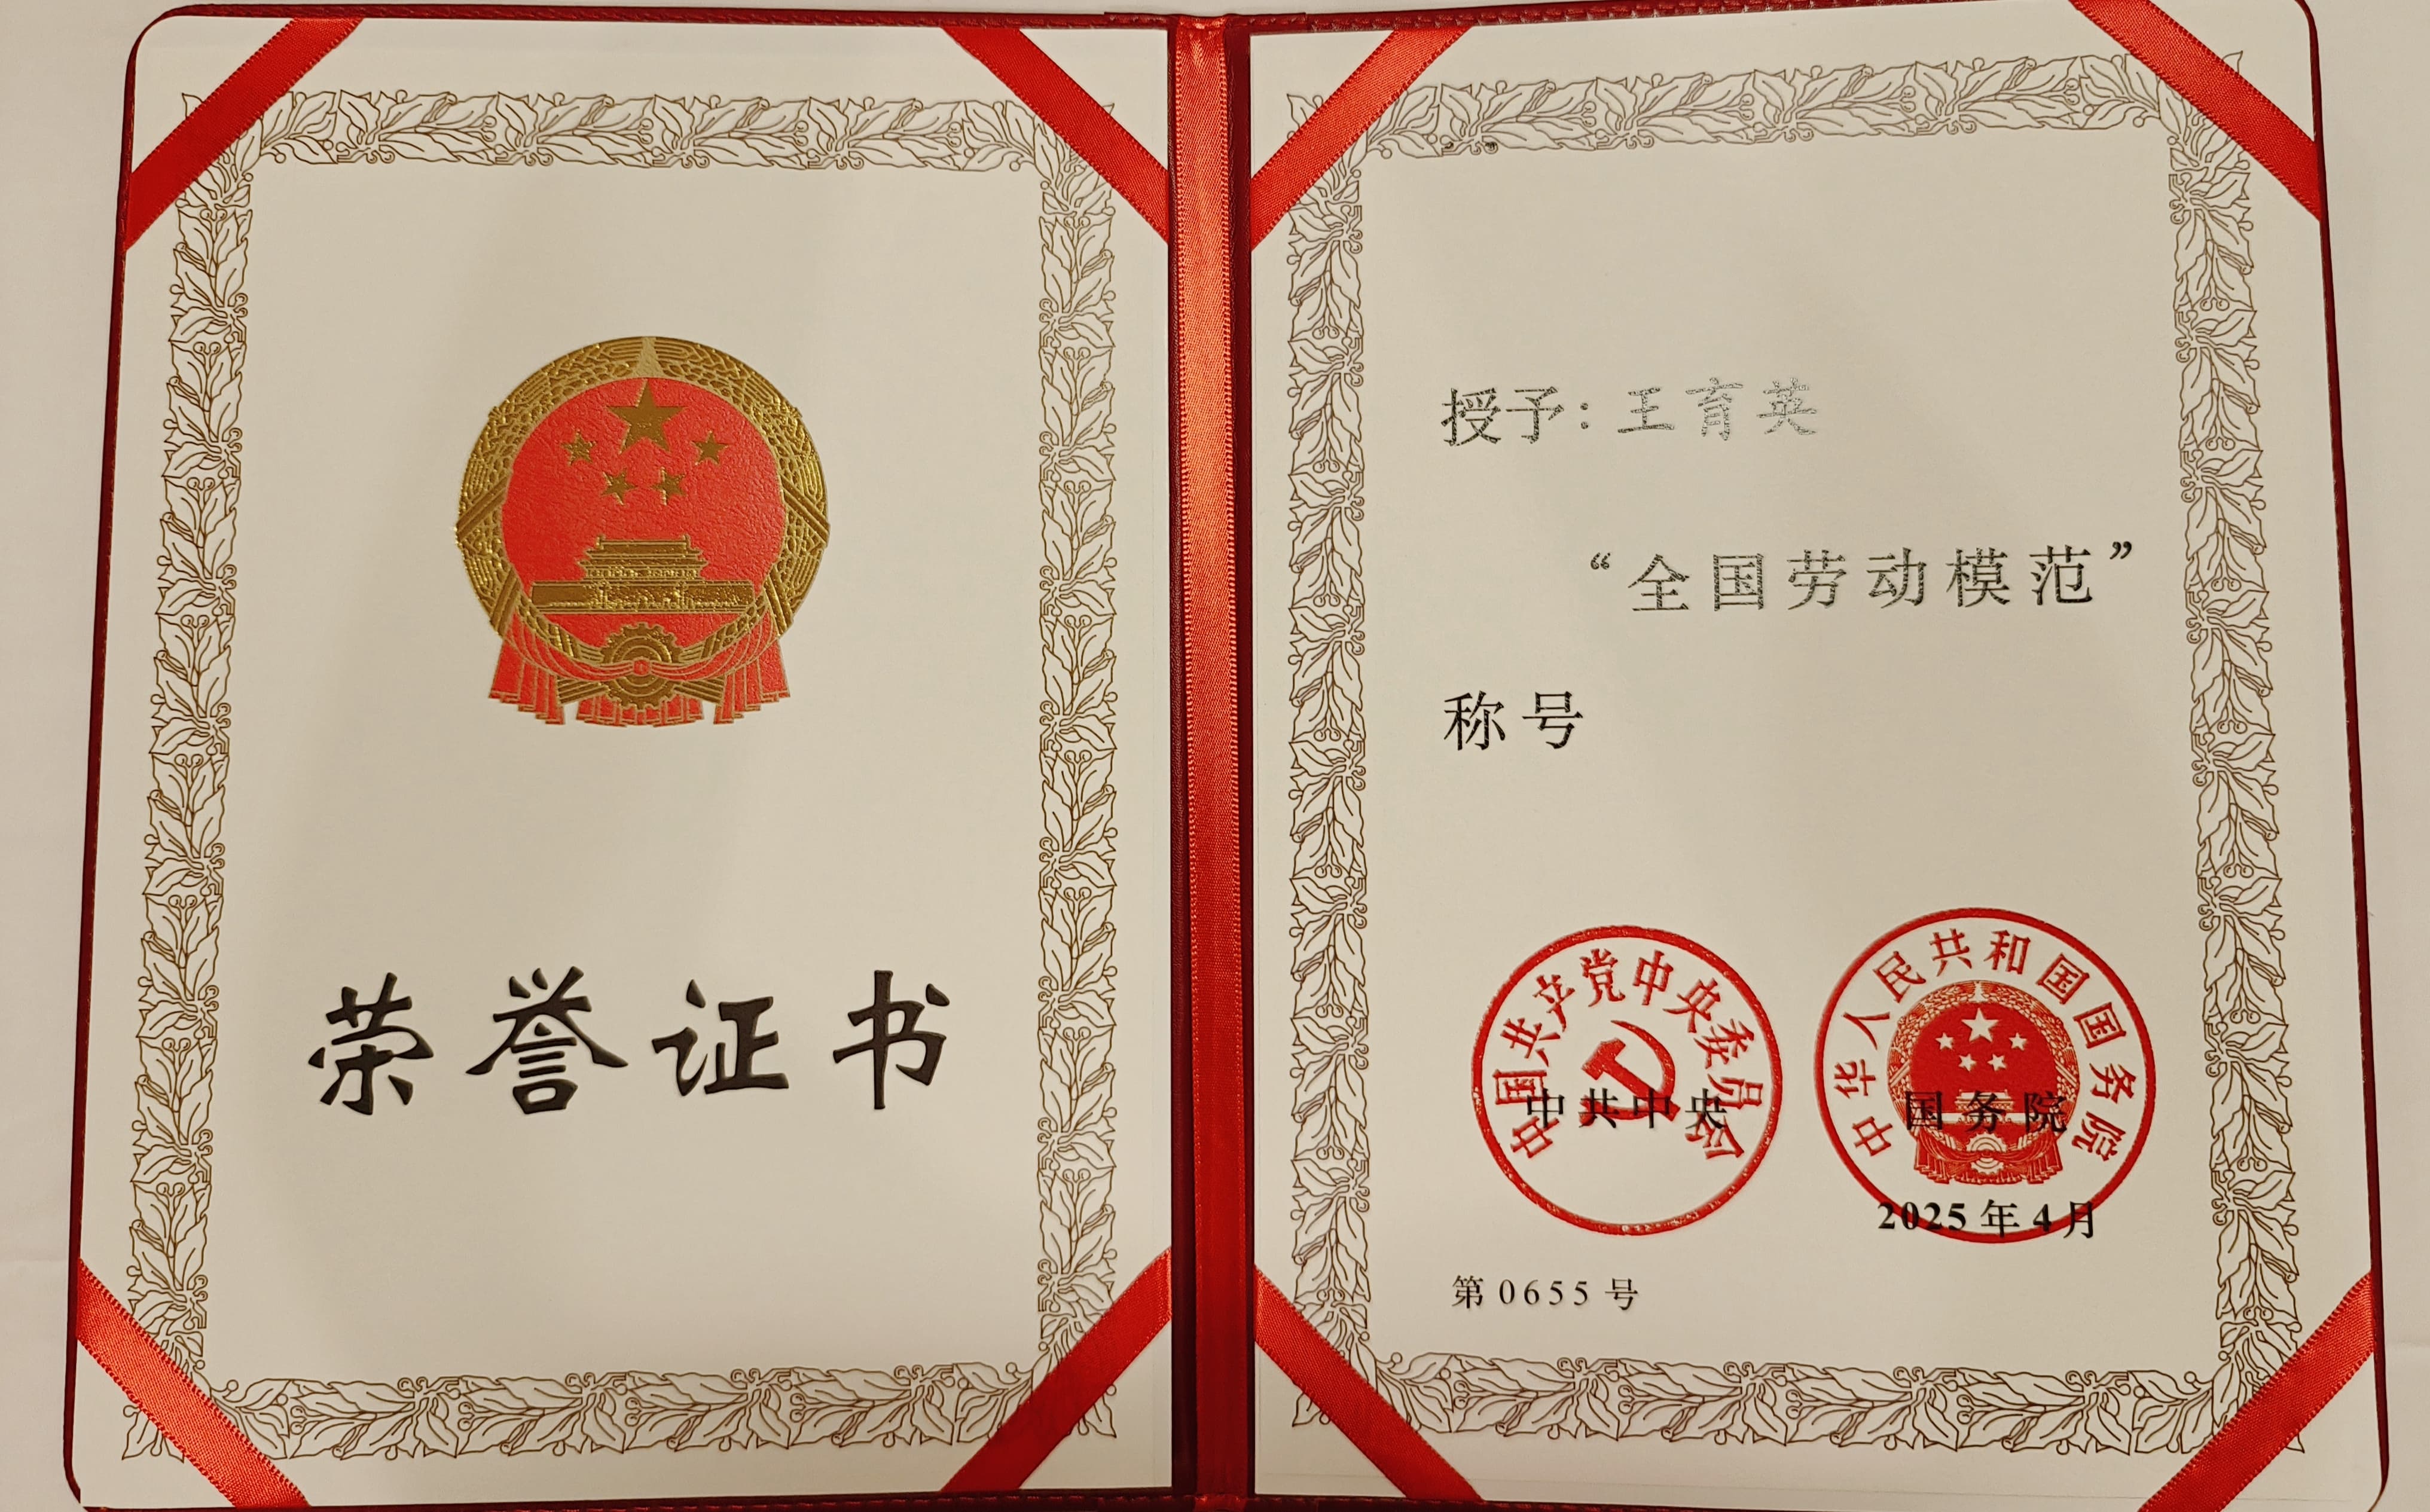 荣誉证书
授予：王育英
“全国劳动模范”
称号
中国共产党中央委员会
中共中央
中华人民共和国国务院
国务院
2025年4月
第0655号